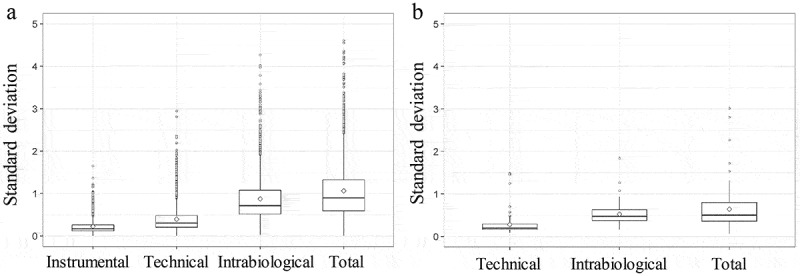 a
Standard deviation
5
4
3
2
1
0
Instrumental Technical Intrabiological Total
b
Standard deviation
5
4
3
2
1
0
Technical Intrabiological Total